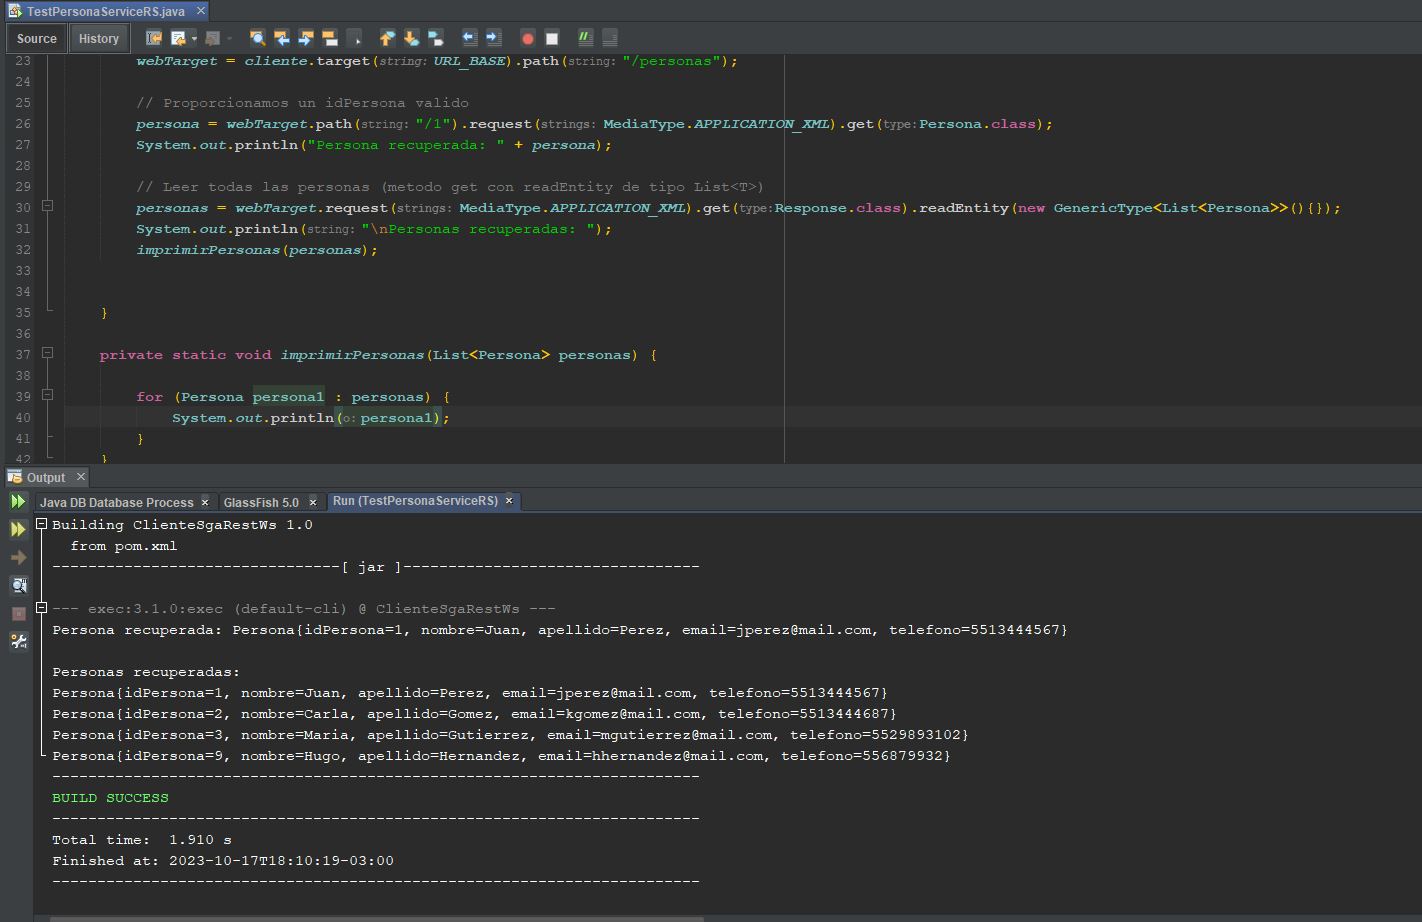 TestPersonaServiceRS.java
Source History
23 webTarget = cliente.target(string: URL_BASE).path(string: "/personas");
24
25 // Proporcionamos un idPersona valido
26 persona = webTarget.path(string: "/1").request(strings: MediaType.APPLICATION_XML).get(type: Persona.class);
27 System.out.println("Persona recuperada: " + persona);
28
29 // Leer todas las personas (metodo get con readEntity de tipo List<T>)
30 personas = webTarget.request(strings: MediaType.APPLICATION_XML).get(type: Response.class).readEntity(new GenericType<List<Persona>>(){});
31 System.out.println(string: "\nPersonas recuperadas: ");
32 imprimirPersonas(personas);
33
34
35 }
36
37 private static void imprimirPersonas(List<Persona> personas) {
38
39 for (Persona persona1 : personas) {
40 System.out.println(o: persona1);
41 }
42 }
Output
Java DB Database Process GlassFish 5.0 Run (TestPersonaServiceRS)
Building ClienteSgaRestWs 1.0
from pom.xml
--------------------------------[ jar ]---------------------------------

--- exec:3.1.0:exec (default-cli) @ ClienteSgaRestWs ---
Persona recuperada: Persona{idPersona=1, nombre=Juan, apellido=Perez, email=jperez@mail.com, telefono=5513444567}

Personas recuperadas:
Persona{idPersona=1, nombre=Juan, apellido=Perez, email=jperez@mail.com, telefono=5513444567}
Persona{idPersona=2, nombre=Carla, apellido=Gomez, email=kgomez@mail.com, telefono=5513444687}
Persona{idPersona=3, nombre=Maria, apellido=Gutierrez, email=mgutierrez@mail.com, telefono=5529893102}
Persona{idPersona=9, nombre=Hugo, apellido=Hernandez, email=hhernandez@mail.com, telefono=556879932}
------------------------------------------------------------------------
BUILD SUCCESS
------------------------------------------------------------------------
Total time:  1.910 s
Finished at: 2023-10-17T18:10:19-03:00
------------------------------------------------------------------------